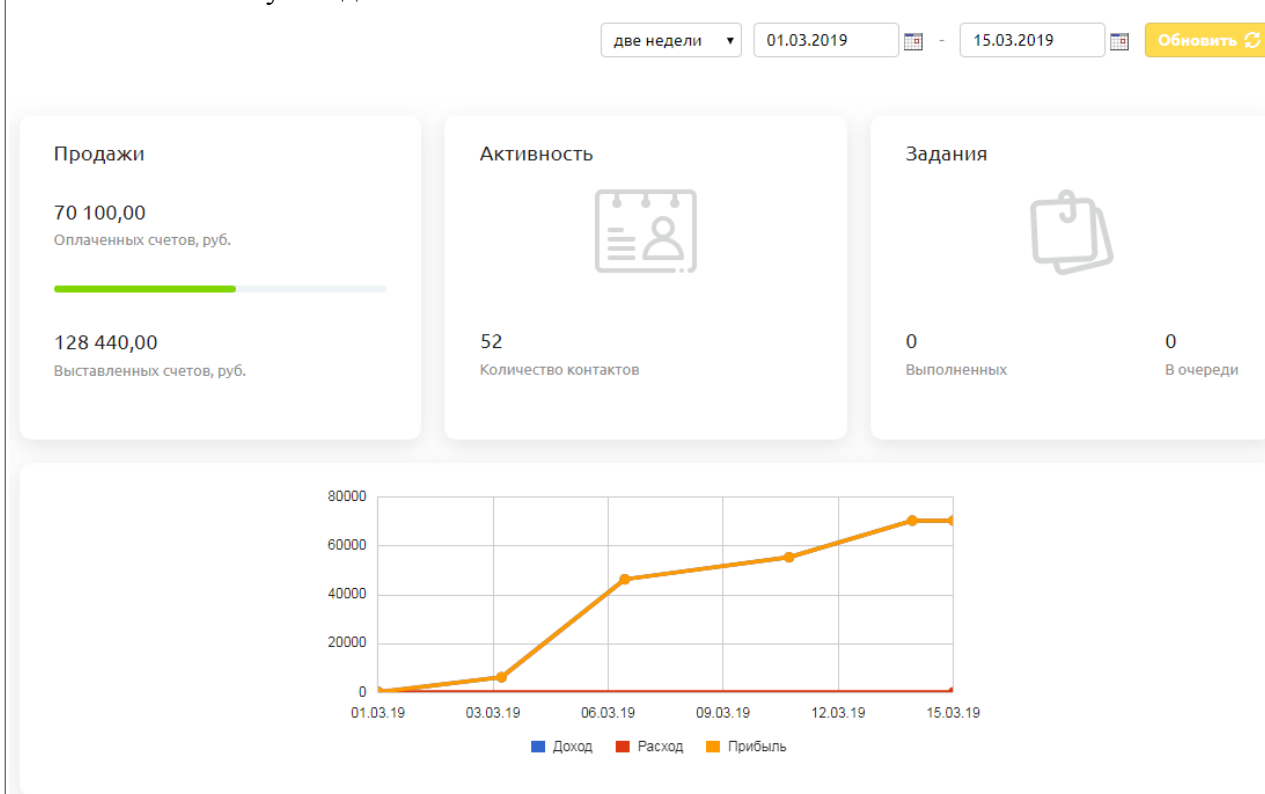 две недели 01.03.2019 - 15.03.2019 Обновить
Продажи
70 100,00
Оплаченных счетов, руб.
128 440,00
Выставленных счетов, руб.
Активность
52
Количество контактов
Задания
0 0
Выполненных В очереди
80000
60000
40000
20000
0
01.03.19 03.03.19 06.03.19 09.03.19 12.03.19 15.03.19
Доход Расход Прибыль